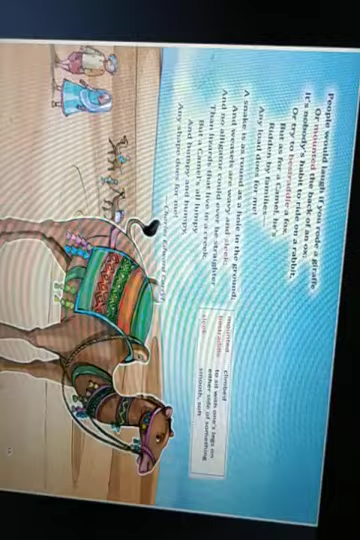 People would laugh if you rode a giraffe
Or mounted the back of an ox;
It's nobody's habit to ride on a rabbit,
Or try to bestraddle a fox.
But as for a Camel, he's
Ridden by families—
Any load does for me!
A snake is as round as a hole in the ground,
And weasels are wavy and sleek;
And no alligator could ever be straighter
Than lizards that live in a creek.
But a Camel's all lumpy
And bumpy and humpy,
Any shape does for me!
—Charles Edward Carryl
mounted climbed
bestraddle to sit with one's legs on
either side of something
sleek smooth, soft